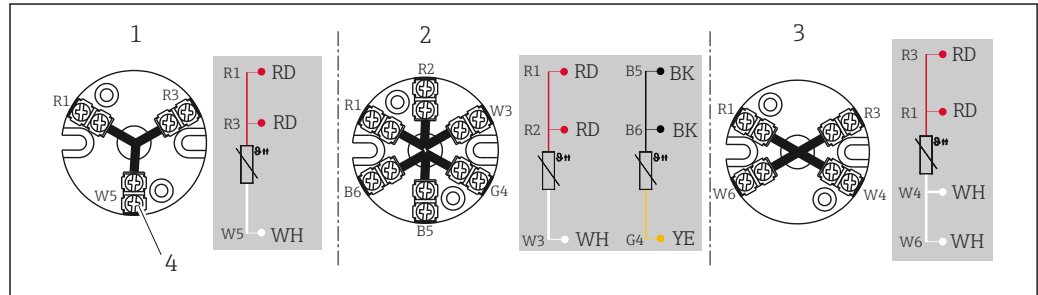 1
R1
R3
W5
4
R1 RD
R3 RD
ϑ
W5 WH
2
R2
R1
W3
B6
G4
B5
R1 RD
R2 RD
ϑ
W3 WH
B5 BK
B6 BK
ϑ
G4 YE
3
R1
R3
W6
W4
R3 RD
R1 RD
ϑ
W4 WH
W6 WH